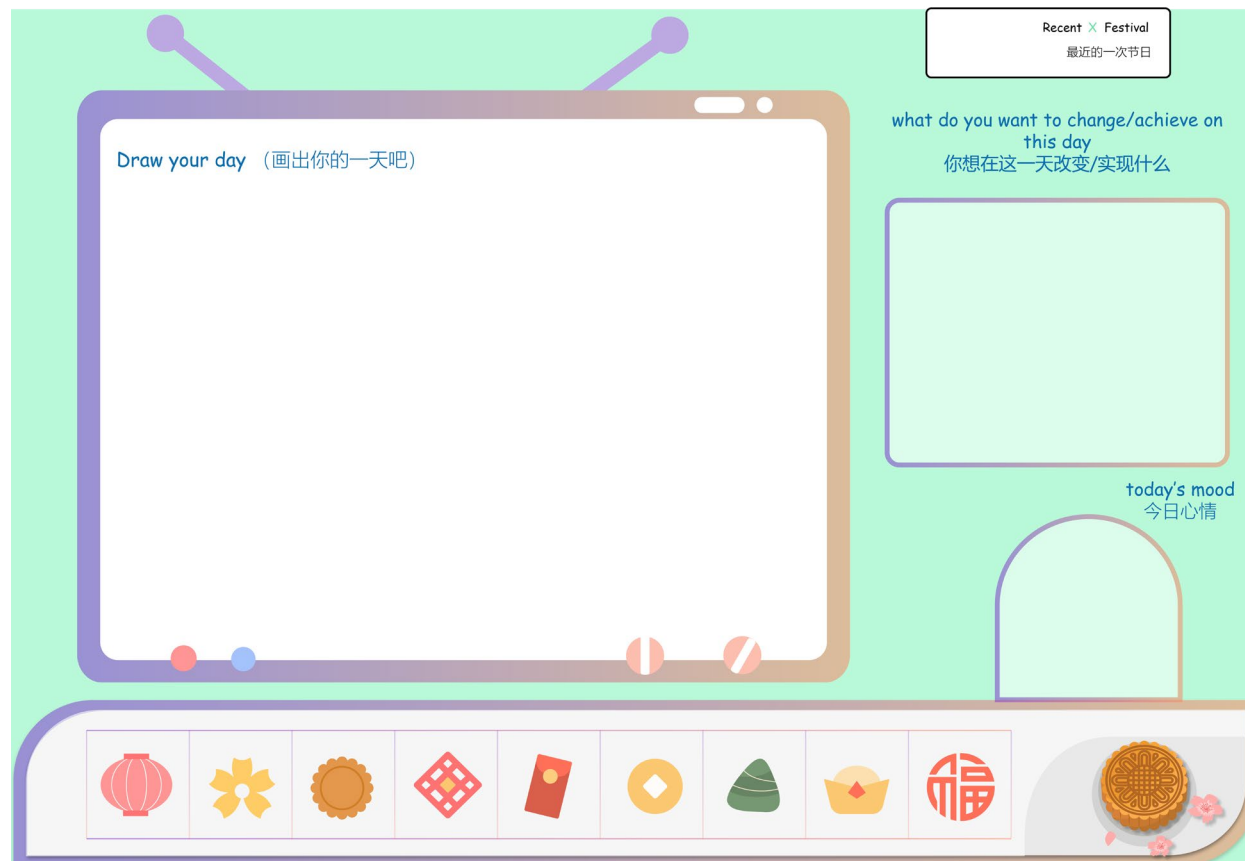 Recent X Festival
最近的一次节日
Draw your day （画出你的一天吧）
what do you want to change/achieve on
this day
你想在这一天改变/实现什么
today's mood
今日心情
福